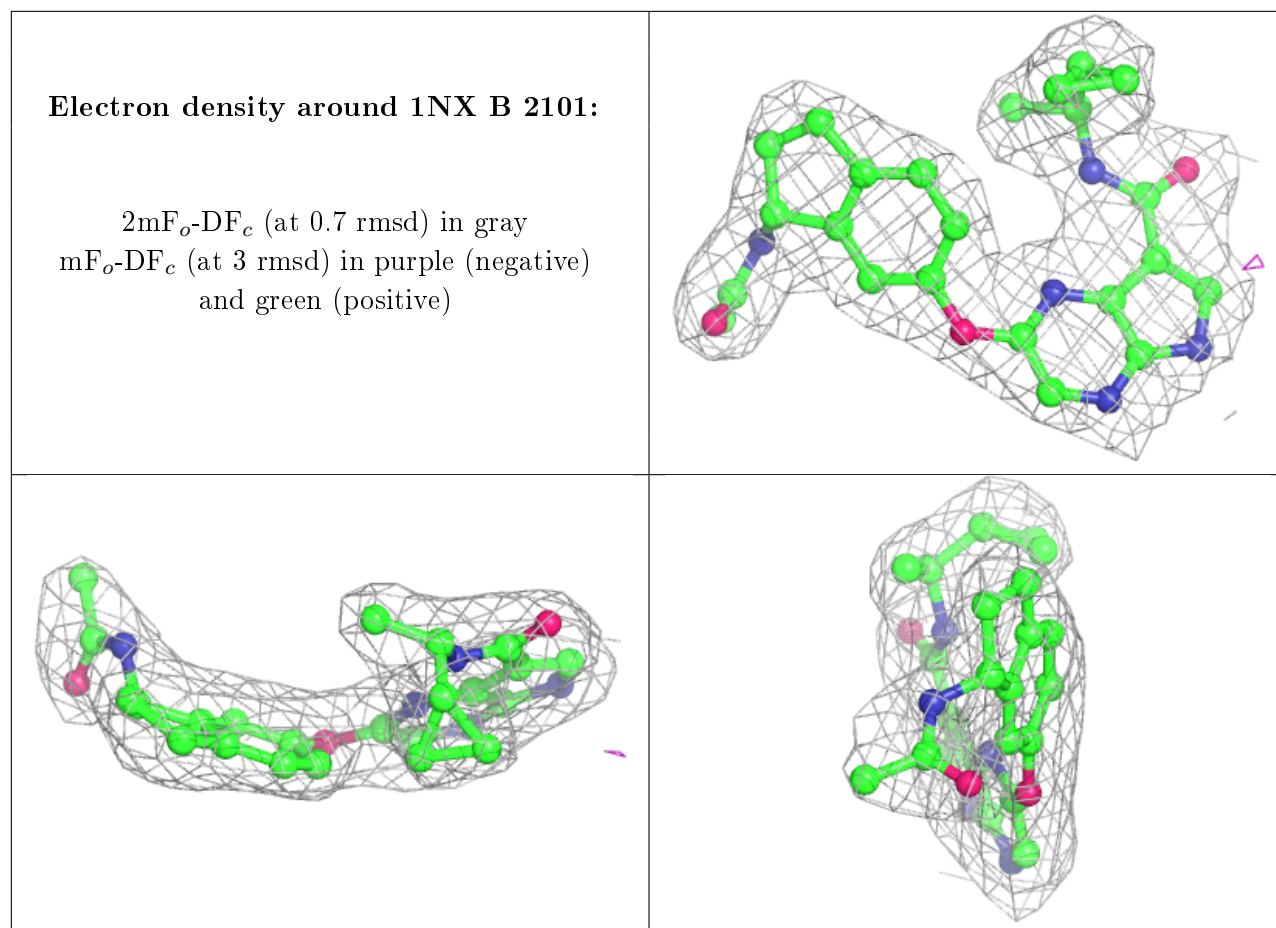 Electron density around 1NX B 2101:
2mFₒ-DF𝒸 (at 0.7 rmsd) in gray
mFₒ-DF𝒸 (at 3 rmsd) in purple (negative)
and green (positive)